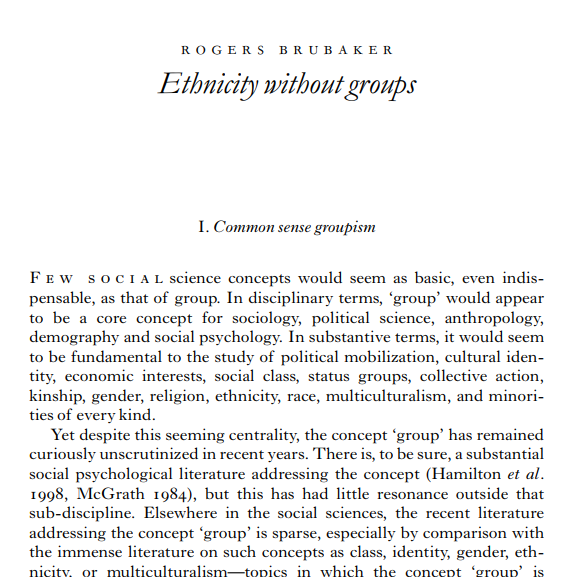 ROGERS BRUBAKER
Ethnicity without groups
I. Common sense groupism
FEW SOCIAL science concepts would seem as basic, even indis-
pensable, as that of group. In disciplinary terms, ‘group’ would appear
to be a core concept for sociology, political science, anthropology,
demography and social psychology. In substantive terms, it would seem
to be fundamental to the study of political mobilization, cultural iden-
tity, economic interests, social class, status groups, collective action,
kinship, gender, religion, ethnicity, race, multiculturalism, and minori-
ties of every kind.
Yet despite this seeming centrality, the concept ‘group’ has remained
curiously unscrutinized in recent years. There is, to be sure, a substantial
social psychological literature addressing the concept (Hamilton et al.
1998, McGrath 1984), but this has had little resonance outside that
sub-discipline. Elsewhere in the social sciences, the recent literature
addressing the concept ‘group’ is sparse, especially by comparison with
the immense literature on such concepts as class, identity, gender, eth-
nicity, or multiculturalism—topics in which the concept ‘group’ is